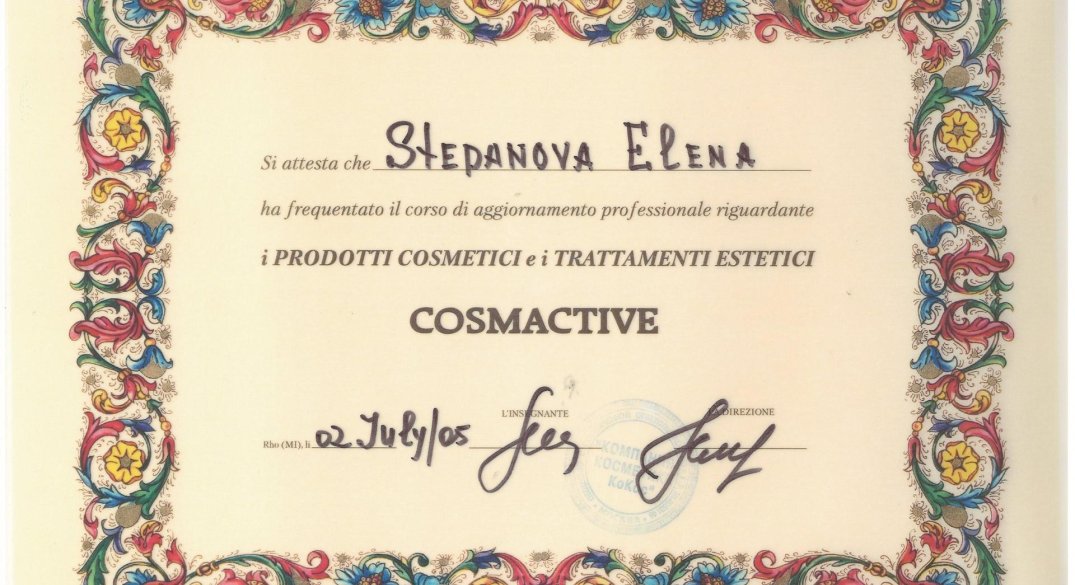 Si attesta che Stepanova Elena
ha frequentato il corso di aggiornamento professionale riguardante
i PRODOTTI COSMETICI e i TRATTAMENTI ESTETICI
COSMACTIVE
L'INSEGNANTE
LA DIREZIONE
Rho (MI), lì 02 July/05